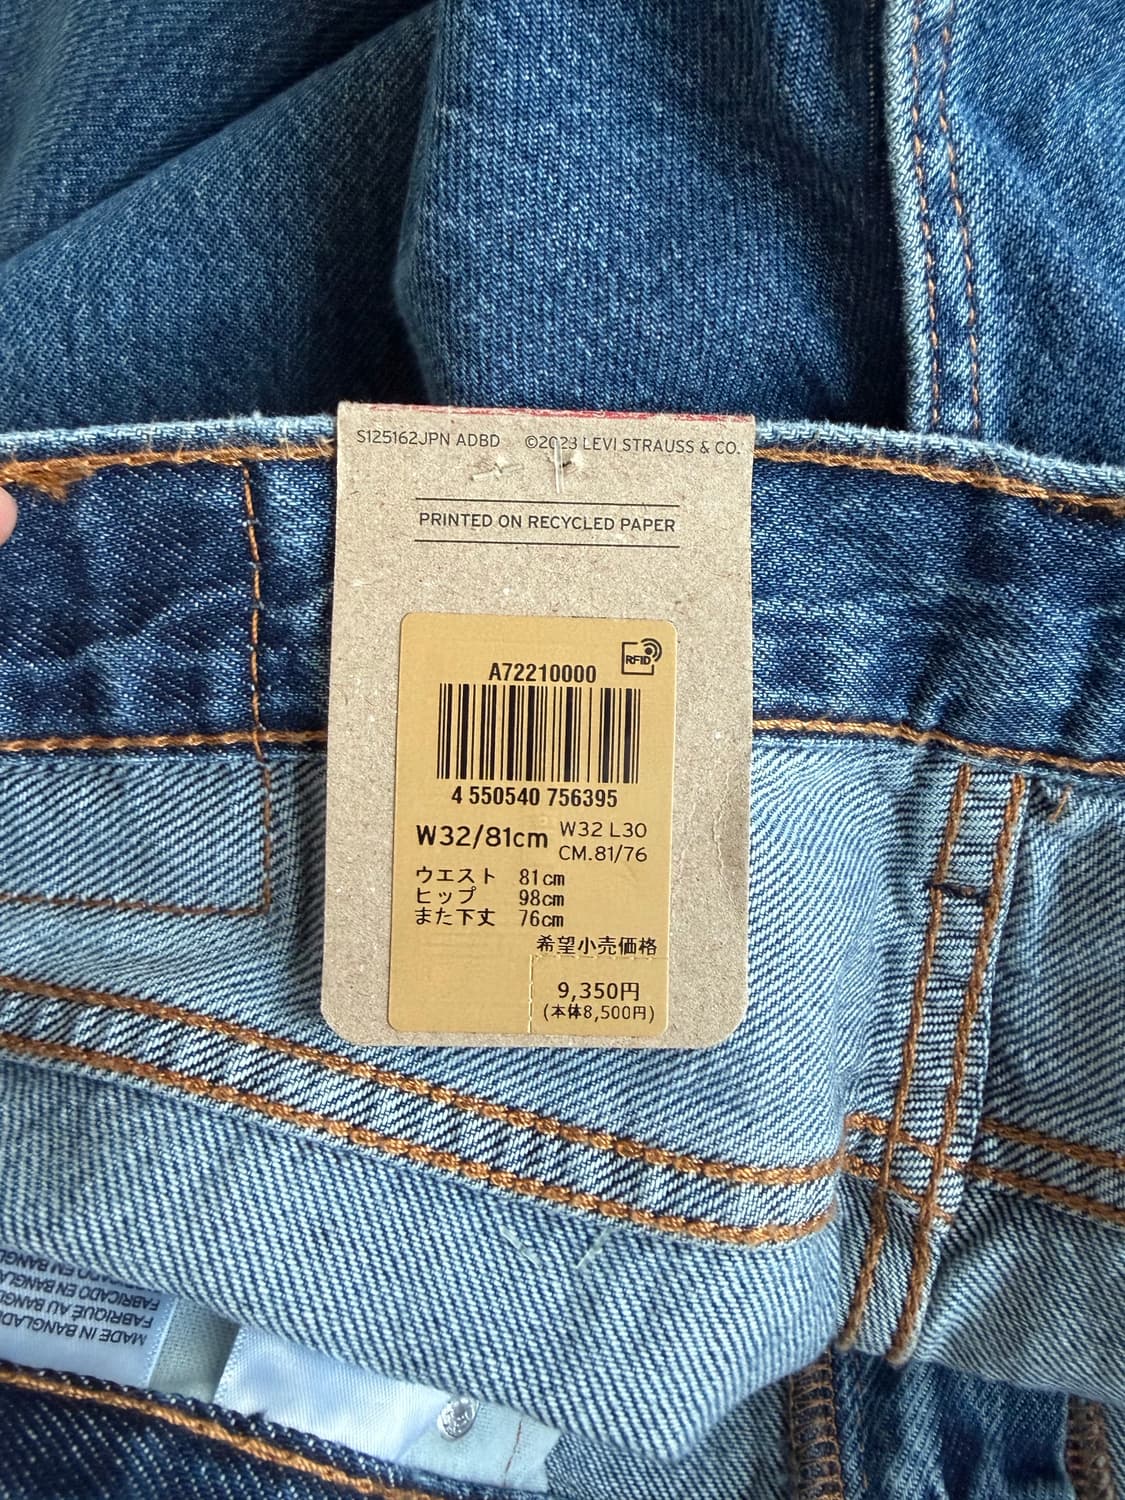 S125162JPN ADBD ©2023 LEVI STRAUSS & CO.
PRINTED ON RECYCLED PAPER
RFID
A72210000
4 550540 756395
W32/81cm W32 L30
CM.81/76
ウエスト 81cm
ヒップ 98cm
また下丈 76cm
希望小売価格
9,350円
(本体8,500円)
MADE IN BANGLADE
FABRIQUÉ AU BANGL
FABRICADO EN BANGLA